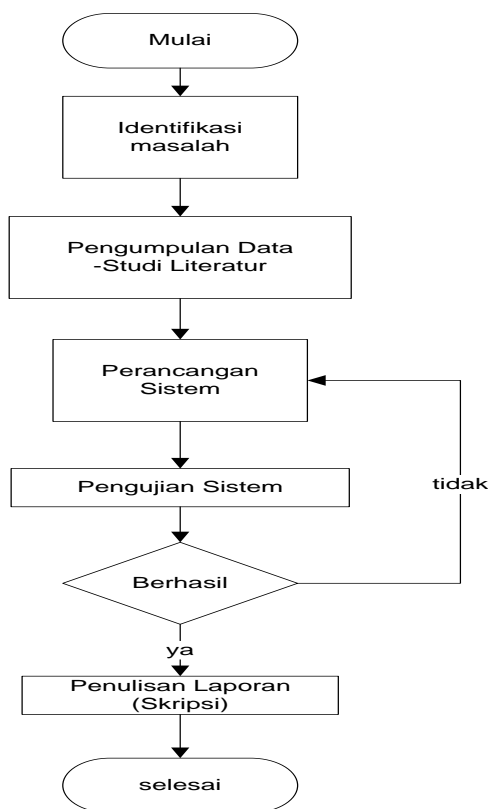 Mulai
Identifikasi
masalah
Pengumpulan Data
-Studi Literatur
Perancangan
Sistem
Pengujian Sistem
tidak
Berhasil
ya
Penulisan Laporan
(Skripsi)
selesai